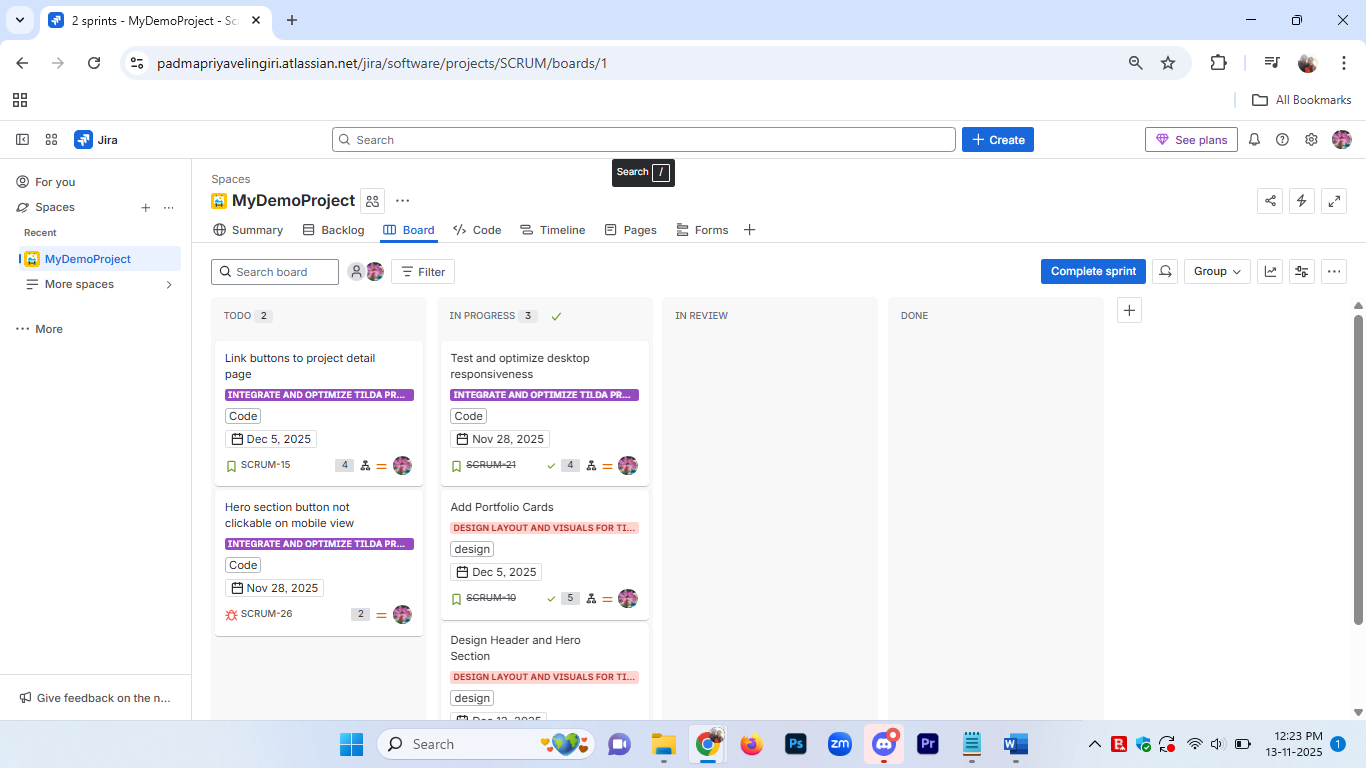 2 sprints - MyDemoProject - Sc
padmapriyavelingiri.atlassian.net/jira/software/projects/SCRUM/boards/1
All Bookmarks
Jira
Search
Create
See plans
Search /
For you
Spaces
Recent
MyDemoProject
More spaces
More
Give feedback on the n...
Spaces
MyDemoProject
Summary
Backlog
Board
Code
Timeline
Pages
Forms
Search board
Filter
Complete sprint
Group
TODO 2
Link buttons to project detail
page
INTEGRATE AND OPTIMIZE TILDA PR...
Code
Dec 5, 2025
SCRUM-15 4
Hero section button not
clickable on mobile view
INTEGRATE AND OPTIMIZE TILDA PR...
Code
Nov 28, 2025
SCRUM-26 2
IN PROGRESS 3
Test and optimize desktop
responsiveness
INTEGRATE AND OPTIMIZE TILDA PR...
Code
Nov 28, 2025
SCRUM-21 4
Add Portfolio Cards
DESIGN LAYOUT AND VISUALS FOR TI...
design
Dec 5, 2025
SCRUM-10 5
Design Header and Hero
Section
DESIGN LAYOUT AND VISUALS FOR TI...
design
Dec 12, 2025
IN REVIEW
DONE
Search
Ps
zm
Pr
W
12:23 PM
13-11-2025
1